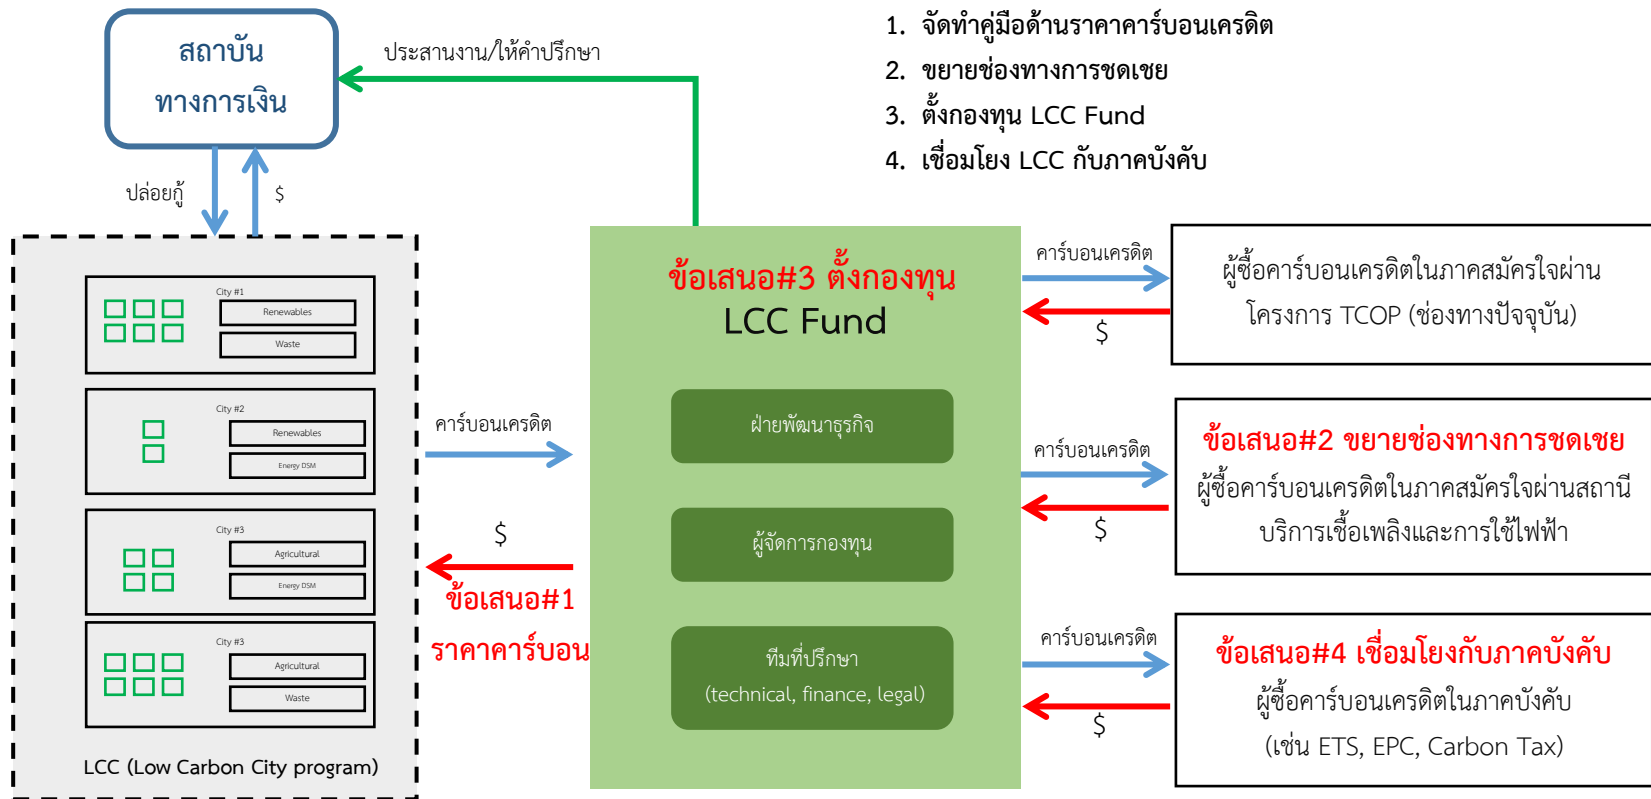 สถาบัน
ทางการเงิน
ประสานงาน/ให้คำปรึกษา
1. จัดทำคู่มือด้านราคาคาร์บอนเครดิต
2. ขยายช่องทางการชดเชย
3. ตั้งกองทุน LCC Fund
4. เชื่อมโยง LCC กับภาคบังคับ
ปล่อยกู้
$
City #1
Renewables
Waste
City #2
Renewables
Energy DSM
City #3
Agricultural
Energy DSM
City #3
Agricultural
Waste
LCC (Low Carbon City program)
คาร์บอนเครดิต
$
ข้อเสนอ#1
ราคาคาร์บอน
ข้อเสนอ#3 ตั้งกองทุน
LCC Fund
ฝ่ายพัฒนาธุรกิจ
ผู้จัดการกองทุน
ทีมที่ปรึกษา
(technical, finance, legal)
คาร์บอนเครดิต
$
ผู้ซื้อคาร์บอนเครดิตในภาคสมัครใจผ่าน
โครงการ TCOP (ช่องทางปัจจุบัน)
คาร์บอนเครดิต
$
ข้อเสนอ#2 ขยายช่องทางการชดเชย
ผู้ซื้อคาร์บอนเครดิตในภาคสมัครใจผ่านสถานี
บริการเชื้อเพลิงและการใช้ไฟฟ้า
คาร์บอนเครดิต
$
ข้อเสนอ#4 เชื่อมโยงกับภาคบังคับ
ผู้ซื้อคาร์บอนเครดิตในภาคบังคับ
(เช่น ETS, EPC, Carbon Tax)